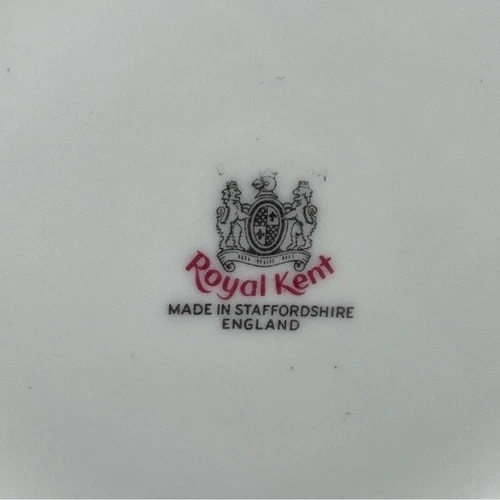 Royal Kent
MADE IN STAFFORDSHIRE
ENGLAND